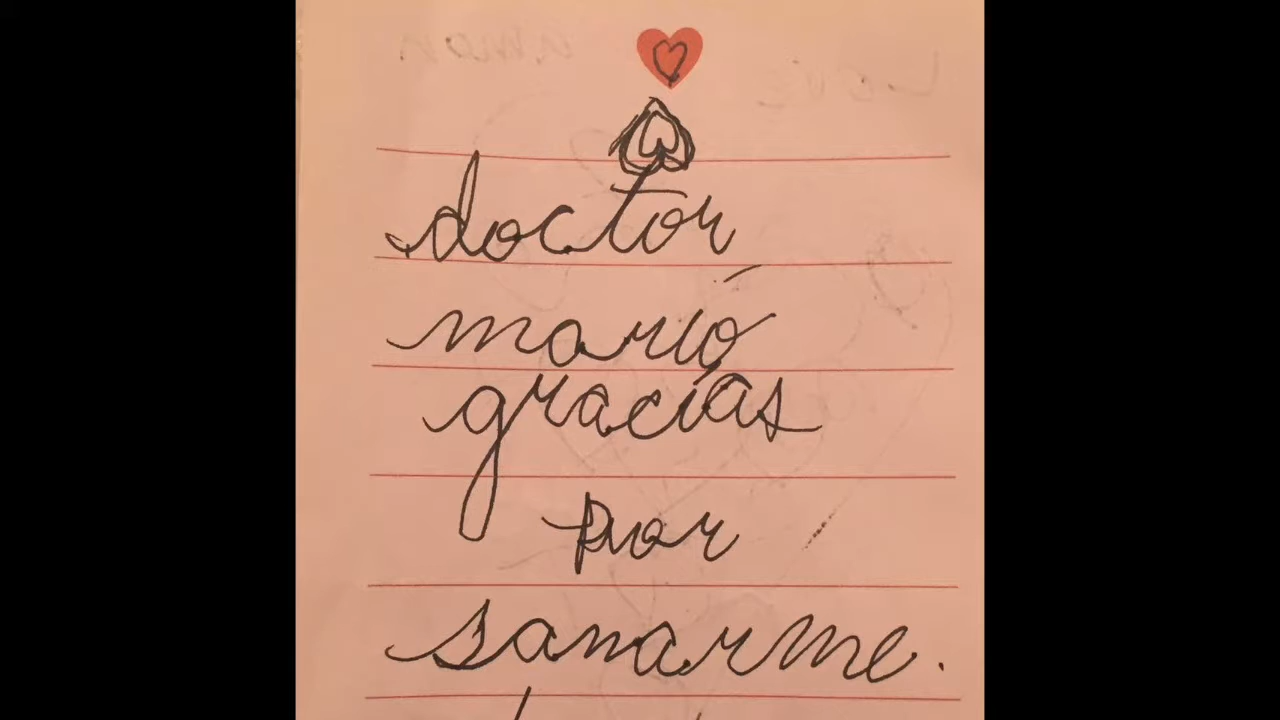 doctor
marió
gracias
por
sanarme.